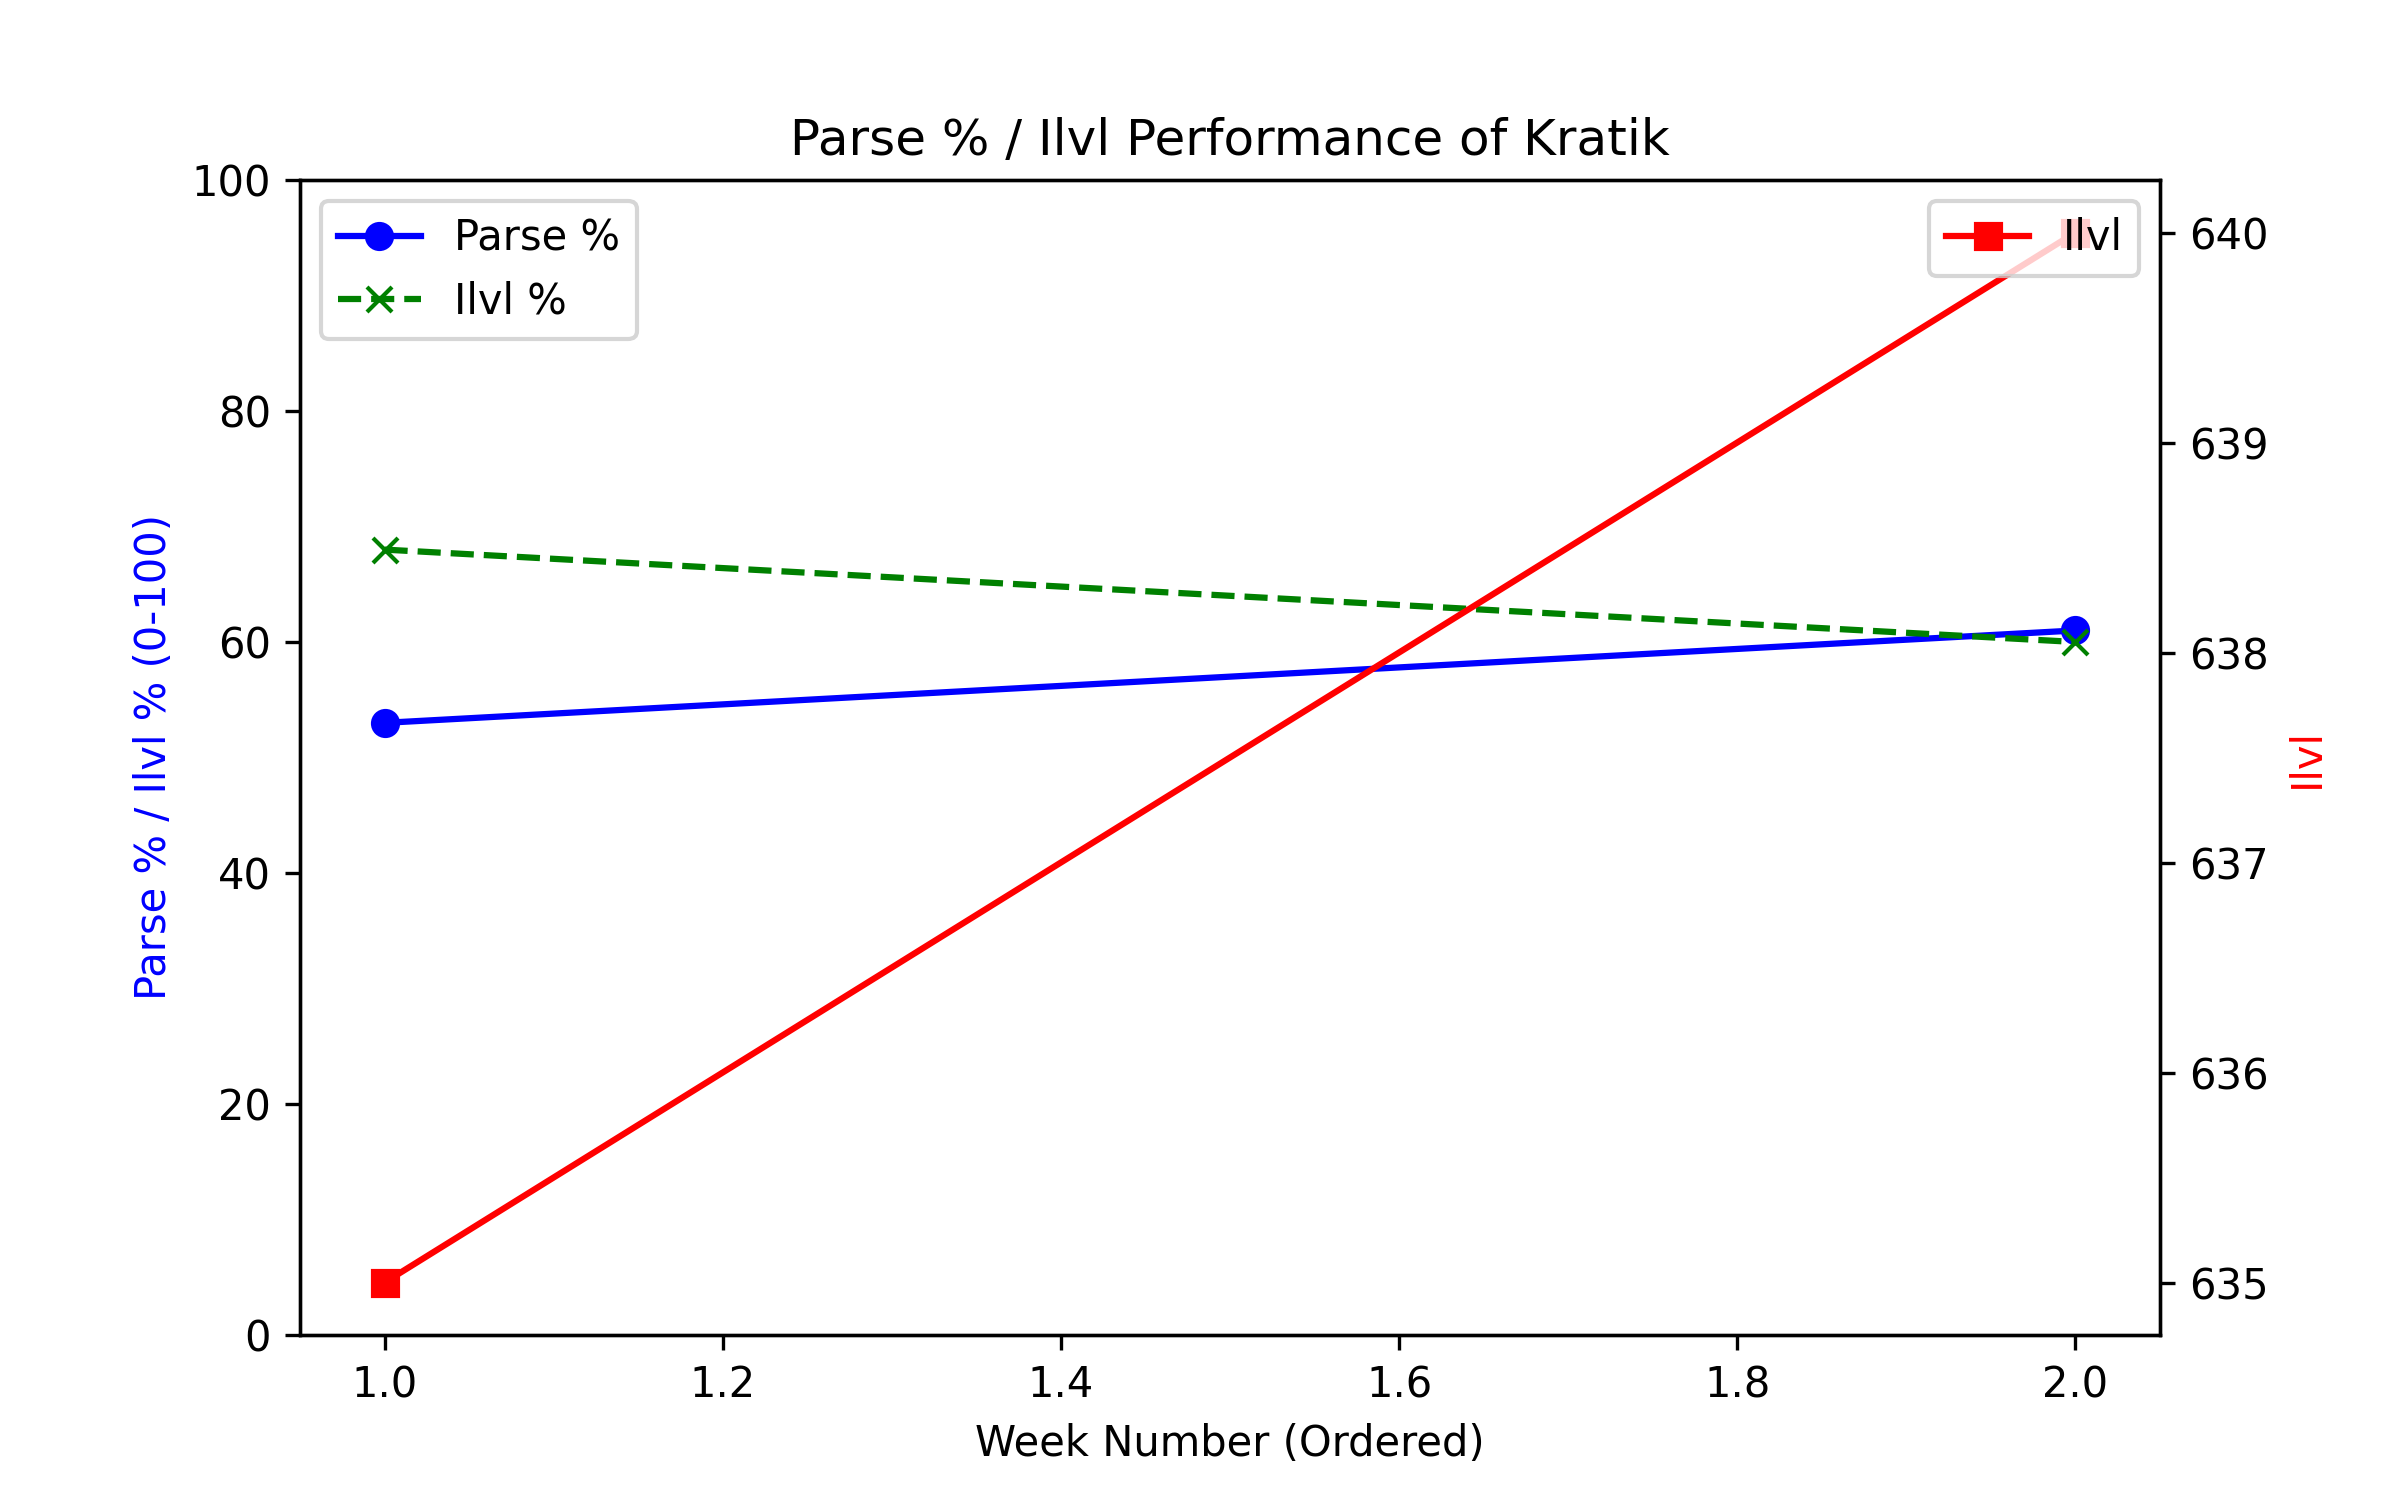 Parse % / Ilvl Performance of Kratik
Parse %
Ilvl %
Ilvl
100
80
60
40
20
0
Parse % / Ilvl % (0-100)
640
639
638
637
636
635
Ilvl
1.0 1.2 1.4 1.6 1.8 2.0
Week Number (Ordered)